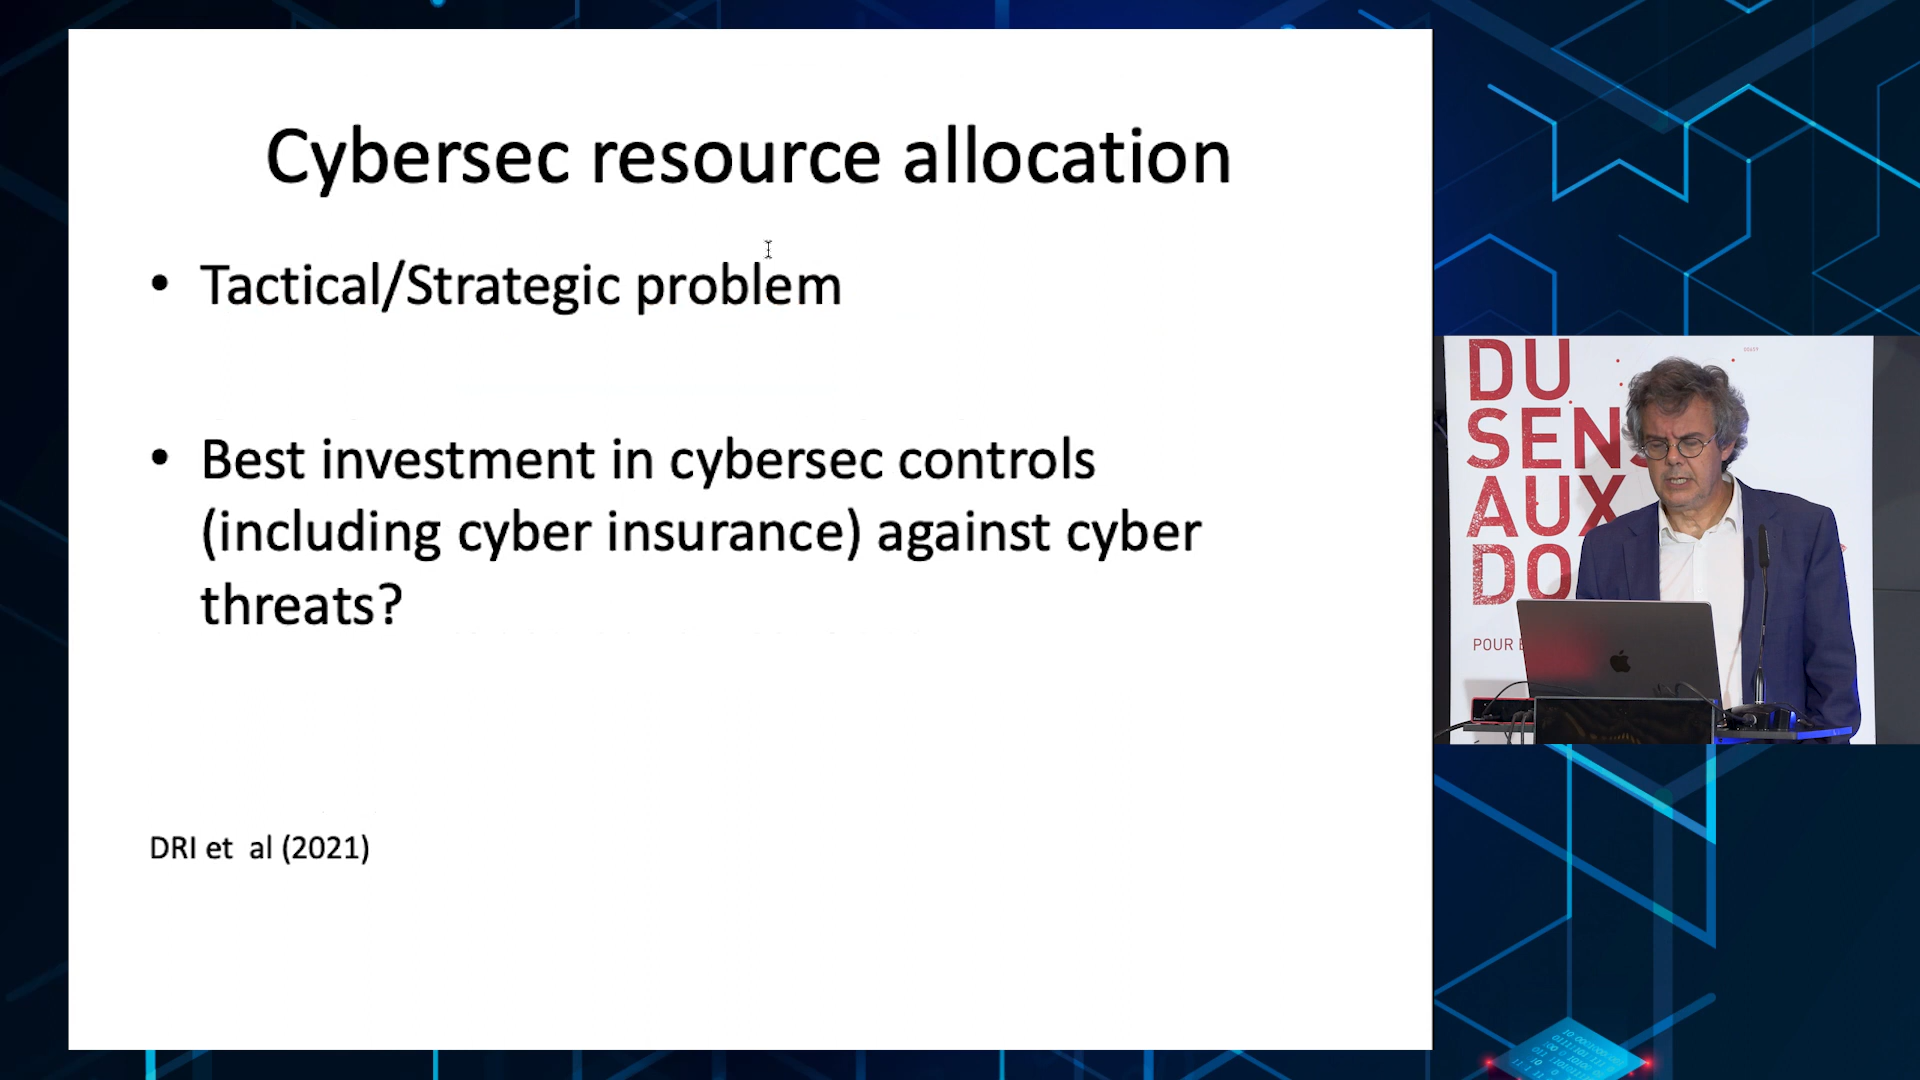 Cybersec resource allocation
• Tactical/Strategic problem
• Best investment in cybersec controls
(including cyber insurance) against cyber
threats?
DRI et al (2021)
DU
SENS
AUX
DO
POUR